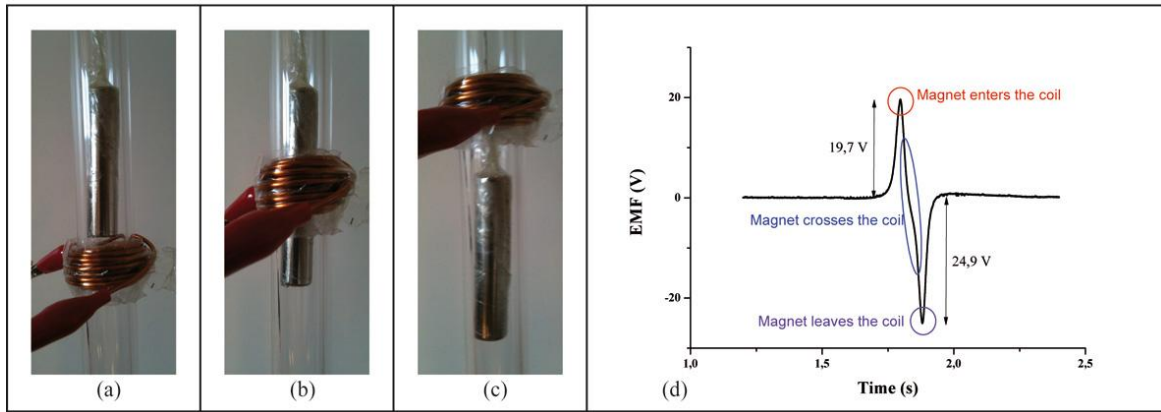 (a)
(b)
(c)
(d)
EMF (V)
20
0
-20
1,0
1,5
2,0
2,5
Time (s)
Magnet enters the coil
19,7 V
Magnet crosses the coil
24,9 V
Magnet leaves the coil